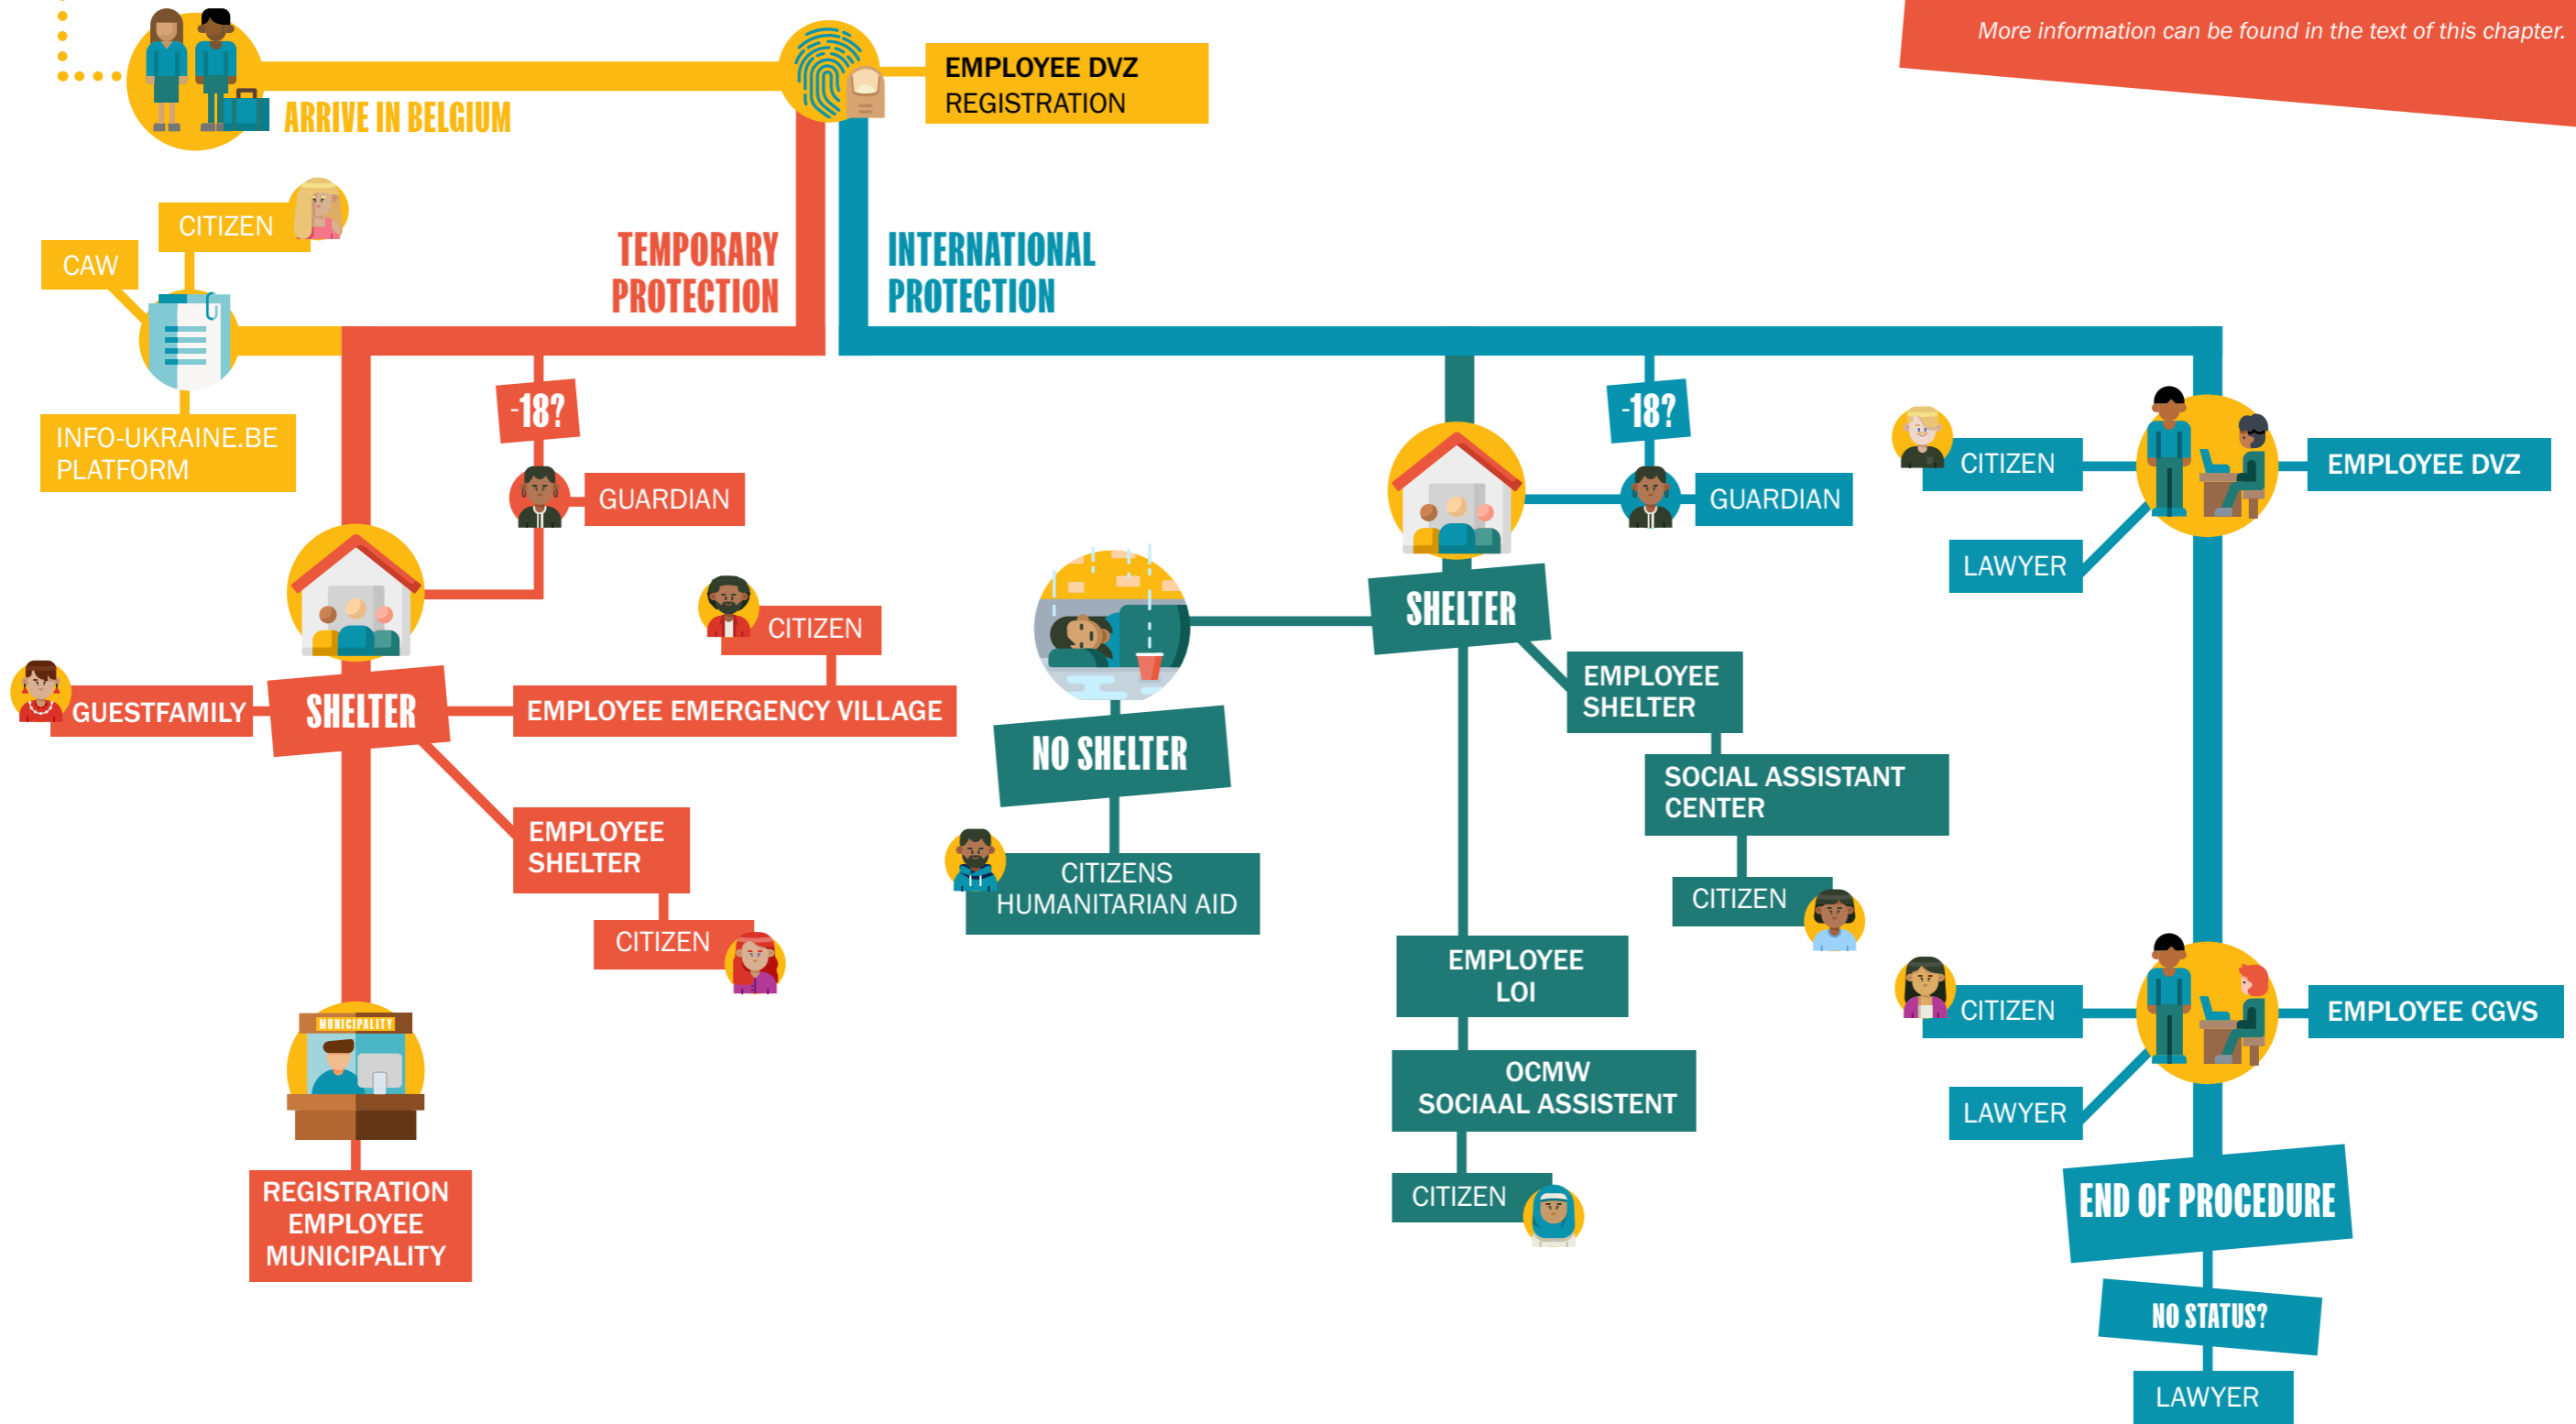 More information can be found in the text of this chapter.
ARRIVE IN BELGIUM
EMPLOYEE DVZ
REGISTRATION
CITIZEN
CAW
INFO-UKRAINE.BE
PLATFORM
TEMPORARY
PROTECTION
INTERNATIONAL
PROTECTION
-18?
GUARDIAN
CITIZEN
GUESTFAMILY
SHELTER
EMPLOYEE EMERGENCY VILLAGE
EMPLOYEE
SHELTER
CITIZEN
MUNICIPALITY
REGISTRATION
EMPLOYEE
MUNICIPALITY
-18?
GUARDIAN
SHELTER
NO SHELTER
CITIZENS
HUMANITARIAN AID
EMPLOYEE
SHELTER
SOCIAL ASSISTANT
CENTER
CITIZEN
EMPLOYEE
LOI
OCMW
SOCIAAL ASSISTENT
CITIZEN
CITIZEN
EMPLOYEE DVZ
LAWYER
CITIZEN
EMPLOYEE CGVS
LAWYER
END OF PROCEDURE
NO STATUS?
LAWYER